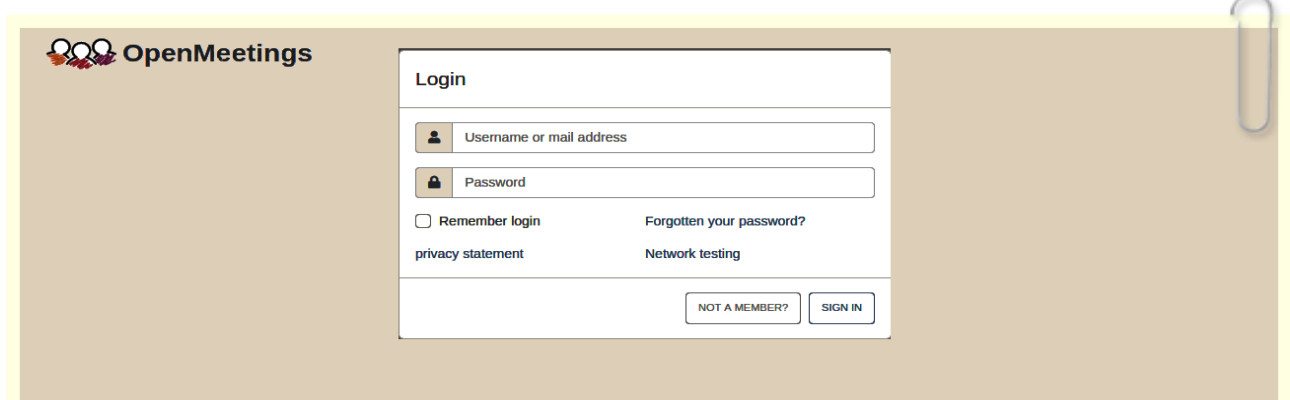 OpenMeetings
Login
Username or mail address
Password
Remember login
Forgotten your password?
privacy statement
Network testing
NOT A MEMBER?
SIGN IN